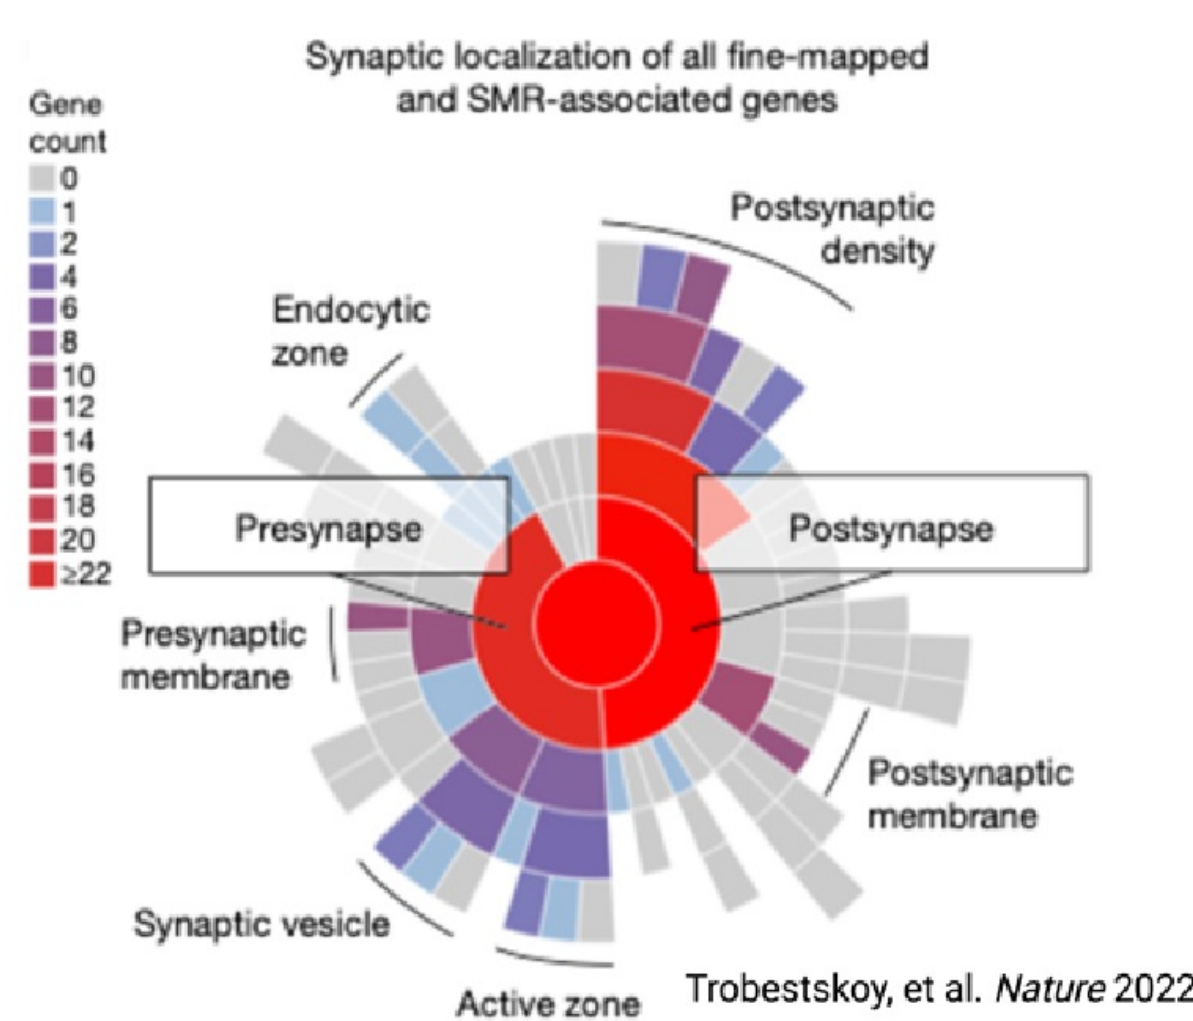 Synaptic localization of all fine-mapped
and SMR-associated genes
Gene
count
0
1
2
4
6
8
10
12
14
16
18
20
≥22
Postsynaptic
density
Endocytic
zone
Presynapse
Postsynapse
Presynaptic
membrane
Postsynaptic
membrane
Synaptic vesicle
Active zone
Trobestskoy, et al. Nature 2022